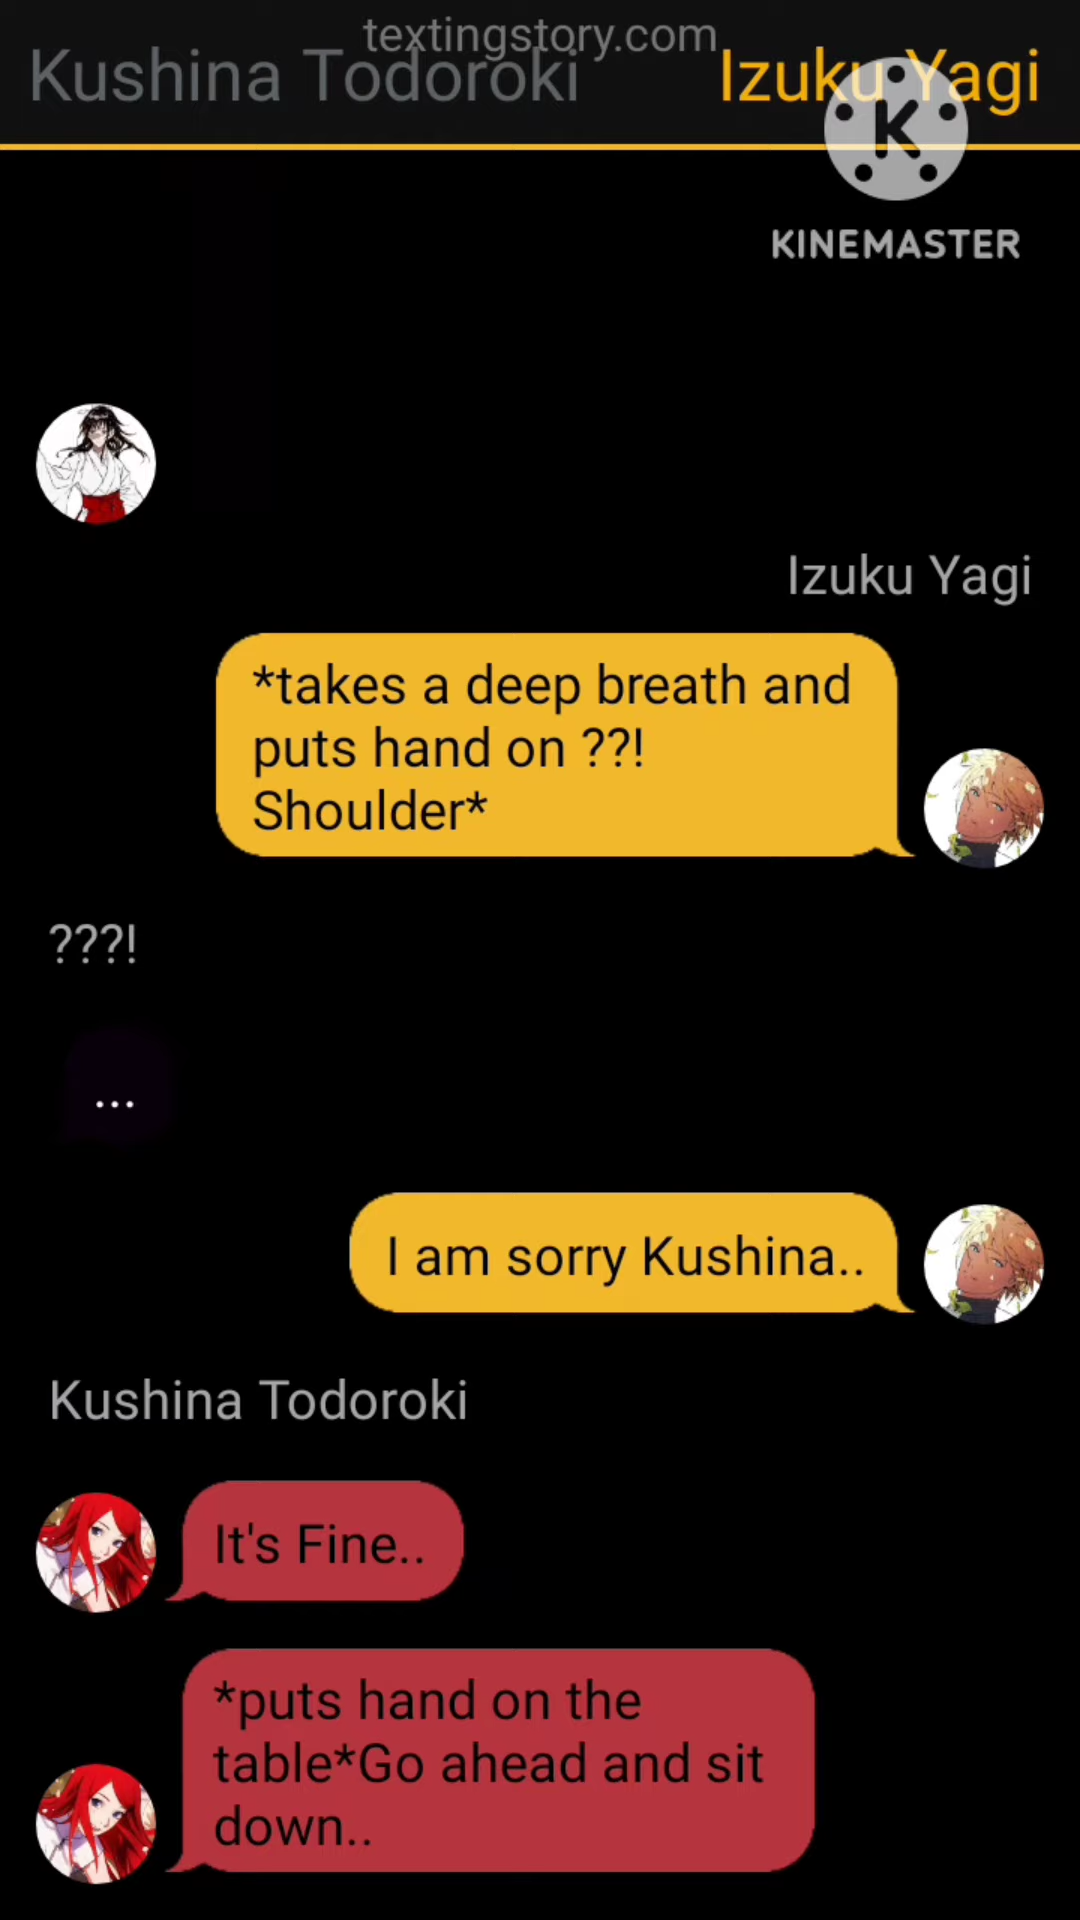 textingstory.com
Kushina Todoroki
Izuku Yagi
K
KINEMASTER
Izuku Yagi
*takes a deep breath and
puts hand on ??!
Shoulder*
???!
...
I am sorry Kushina..
Kushina Todoroki
It's Fine..
*puts hand on the
table*Go ahead and sit
down..